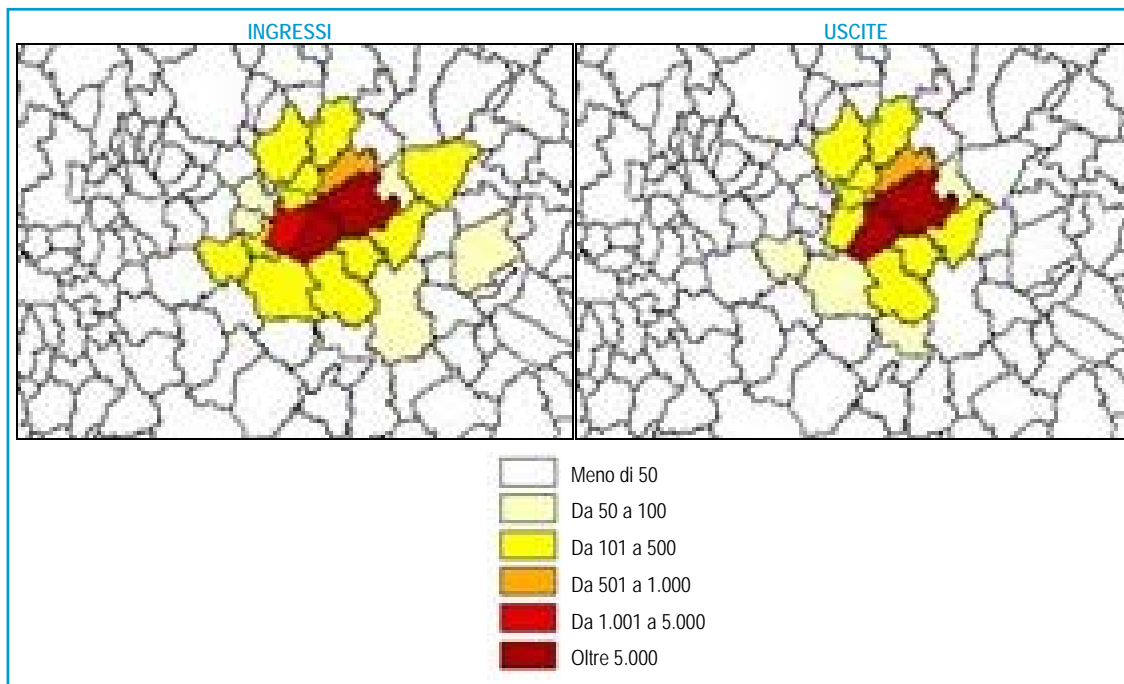 INGRESSI
USCITE
Meno di 50
Da 50 a 100
Da 101 a 500
Da 501 a 1.000
Da 1.001 a 5.000
Oltre 5.000